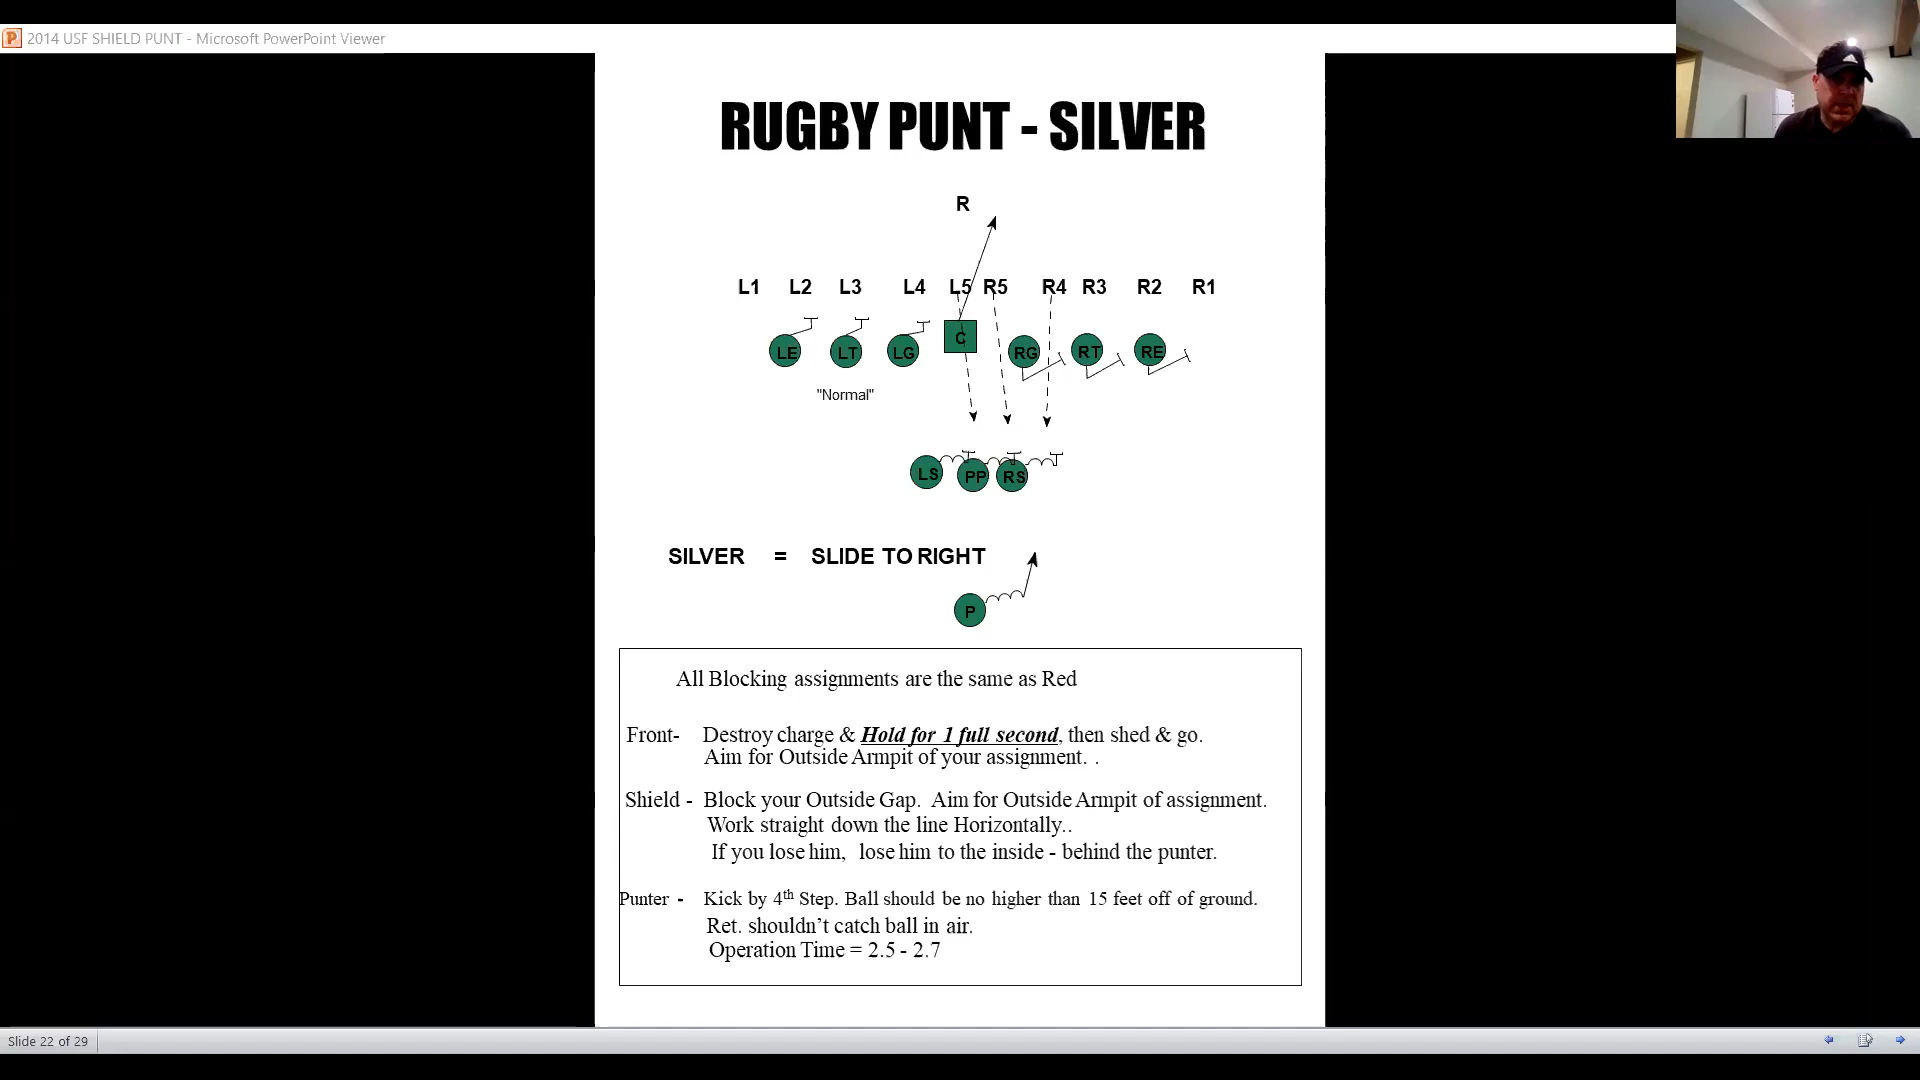 2014 USF SHIELD PUNT - Microsoft PowerPoint Viewer
RUGBY PUNT - SILVER
R
L1 L2 L3 L4 L5 R5 R4 R3 R2 R1
LE LT LG C RG RT RE
"Normal"
LS PP RS
SILVER = SLIDE TO RIGHT
P
All Blocking assignments are the same as Red
Front- Destroy charge & Hold for 1 full second, then shed & go.
Aim for Outside Armpit of your assignment. .
Shield - Block your Outside Gap. Aim for Outside Armpit of assignment.
Work straight down the line Horizontally..
If you lose him, lose him to the inside - behind the punter.
Punter - Kick by 4th Step. Ball should be no higher than 15 feet off of ground.
Ret. shouldn’t catch ball in air.
Operation Time = 2.5 - 2.7
Slide 22 of 29